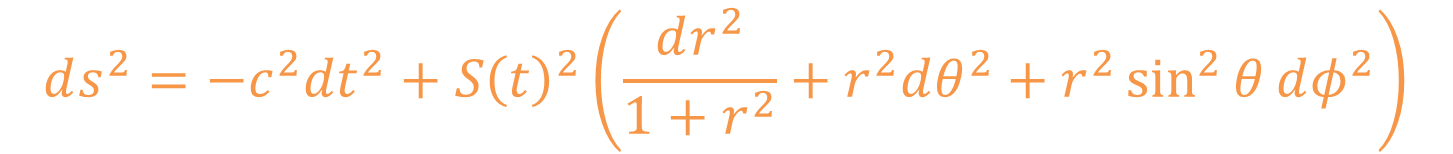 ds² = −c²dt² + S(t)² ( dr² / (1 + r²) + r²dθ² + r² sin² θ dϕ² )